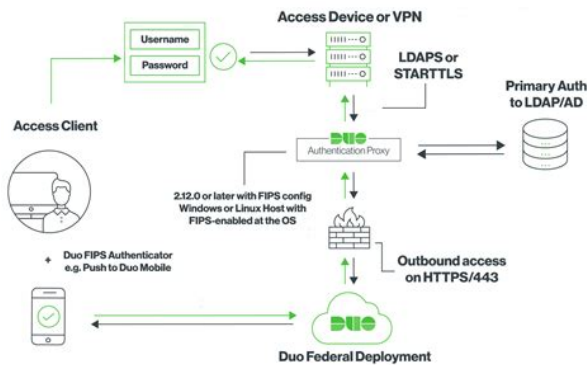 Access Device or VPN
Username
Password
LDAPS or
STARTTLS
Primary Auth
to LDAP/AD
Access Client
DUO
Authentication Proxy
2.12.0 or later with FIPS config
Windows or Linux Host with
FIPS-enabled at the OS
+ Duo FIPS Authenticator
e.g. Push to Duo Mobile
Outbound access
on HTTPS/443
DUO
Duo Federal Deployment